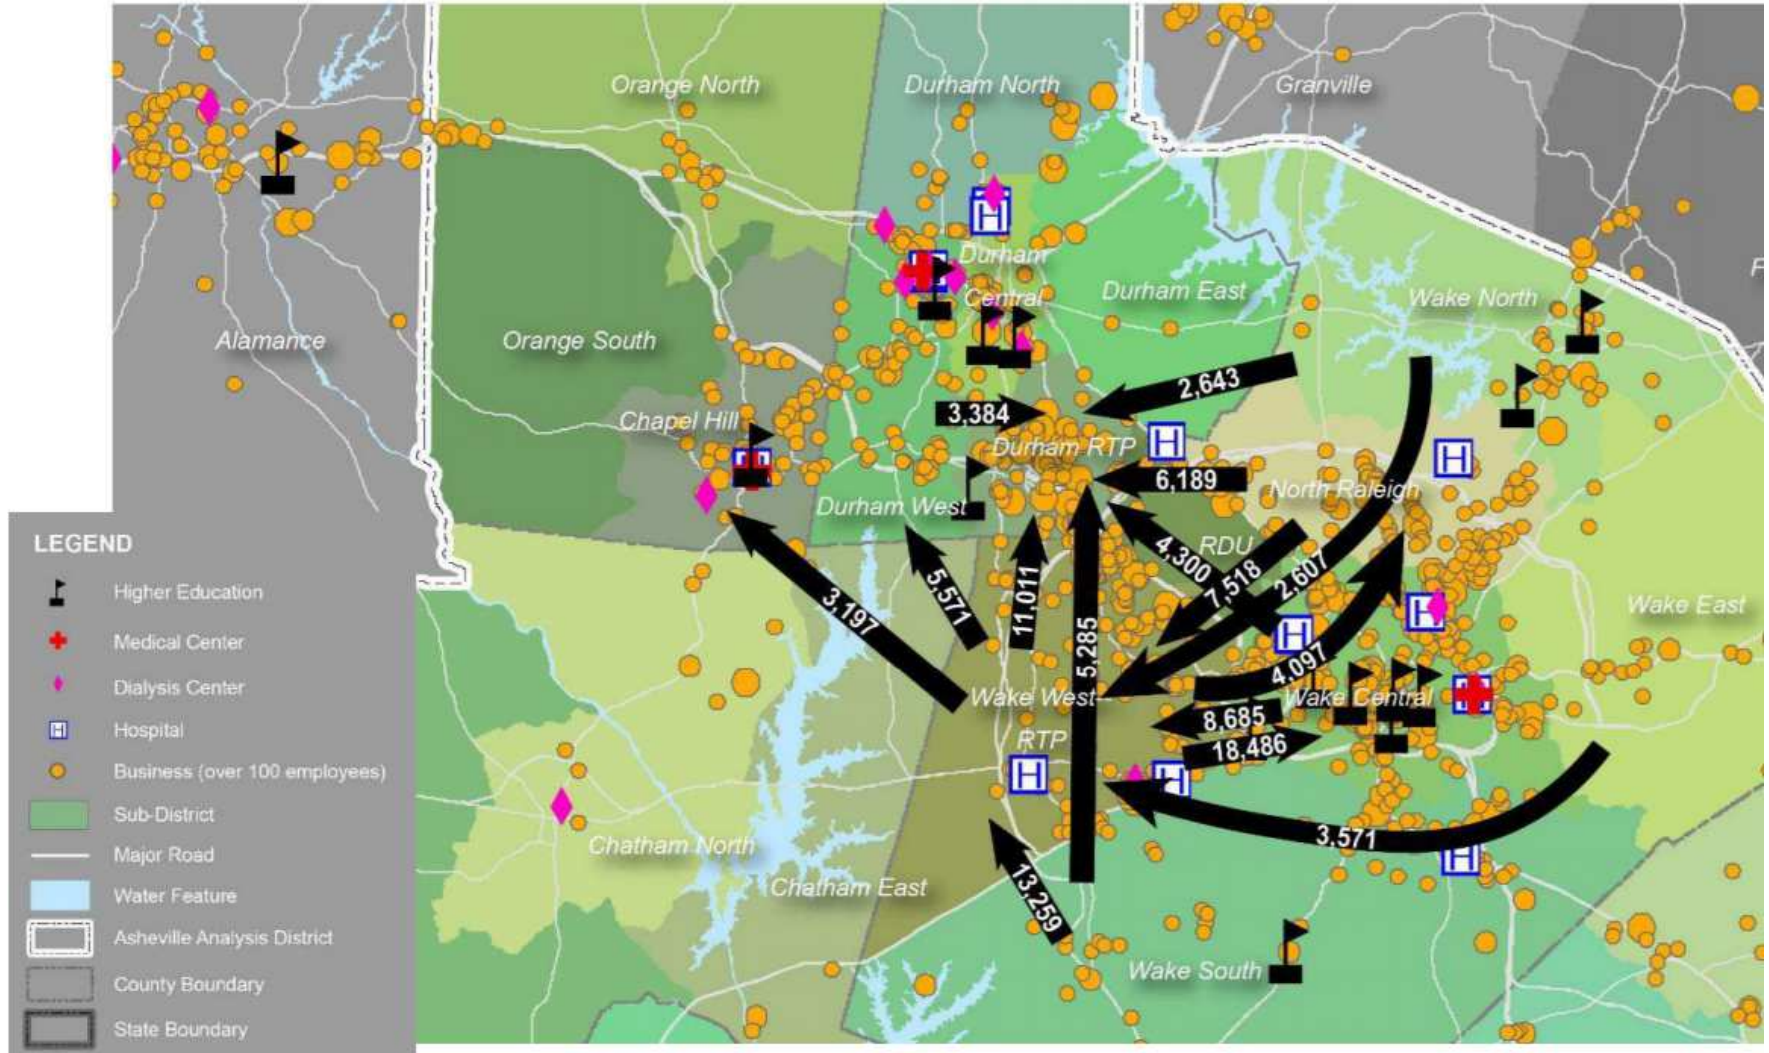 Orange North
Durham North
Granville
Alamance
Orange South
Durham
Central
Durham East
Wake North
2,643
3,384
Chapel Hill
Durham RTP
6,189
North Raleigh
Durham West
RDU
4,300
7,518
2,607
3,197
5,571
11,011
5,285
4,097
Wake East
Wake West--
RTP
Wake Central
8,685
18,486
3,571
Chatham North
Chatham East
13,259
Wake South
LEGEND
Higher Education
Medical Center
Dialysis Center
Hospital
Business (over 100 employees)
Sub-District
Major Road
Water Feature
Asheville Analysis District
County Boundary
State Boundary
H
H
H
H
H
H
H
H